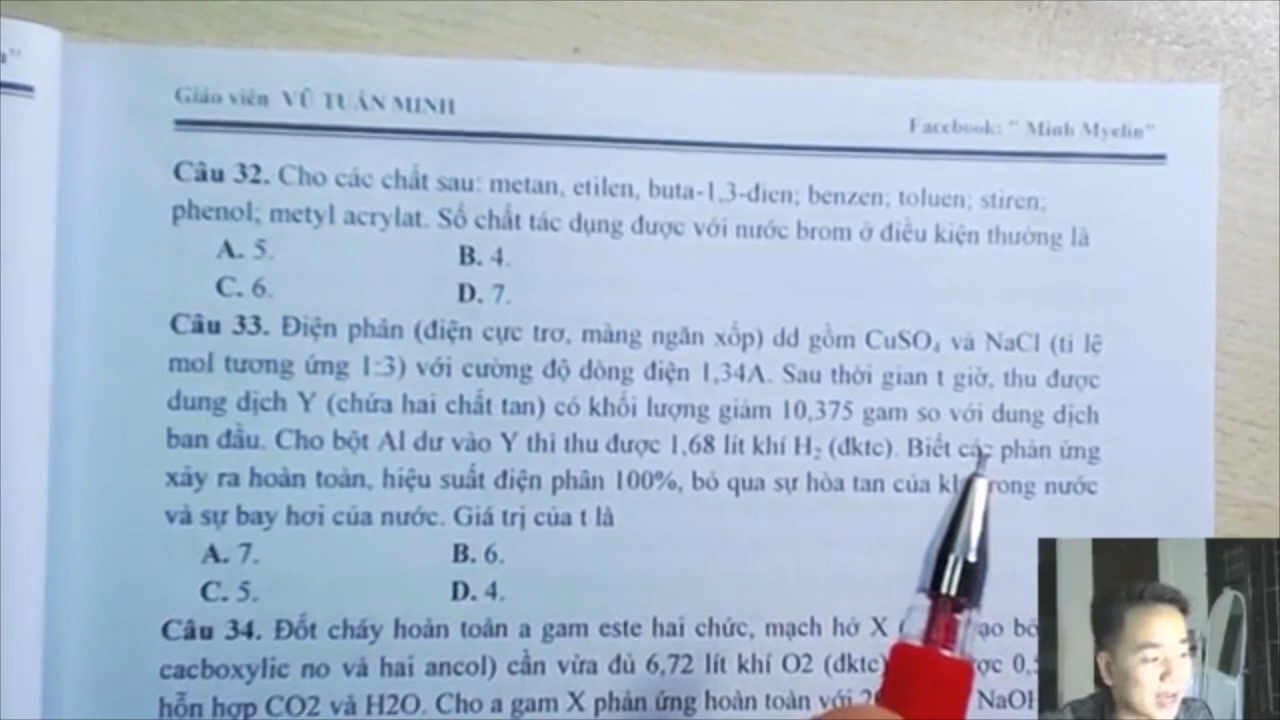 Giáo viên VŨ TUẤN MINH
Facebook: " Minh Myelin"
Câu 32. Cho các chất sau: metan, etilen, buta-1,3-đien; benzen; toluen; stiren;
phenol; metyl acrylat. Số chất tác dụng được với nước brom ở điều kiện thường là
A. 5. B. 4.
C. 6. D. 7.
Câu 33. Điện phân (điện cực trơ, màng ngăn xốp) dd gồm CuSO₄ và NaCl (tỉ lệ
mol tương ứng 1:3) với cường độ dòng điện 1,34A. Sau thời gian t giờ, thu được
dung dịch Y (chứa hai chất tan) có khối lượng giảm 10,375 gam so với dung dịch
ban đầu. Cho bột Al dư vào Y thì thu được 1,68 lít khí H₂ (đktc). Biết các phản ứng
xảy ra hoàn toàn, hiệu suất điện phân 100%, bỏ qua sự hòa tan của trong nước
và sự bay hơi của nước. Giá trị của t là
A. 7. B. 6.
C. 5. D. 4.
Câu 34. Đốt cháy hoàn toàn a gam este hai chức, mạch hở X
cacboxylic no và hai ancol) cần vừa đủ 6,72 lít khí O2 (đktc)
hỗn hợp CO2 và H2O. Cho a gam X phản ứng hoàn toàn với